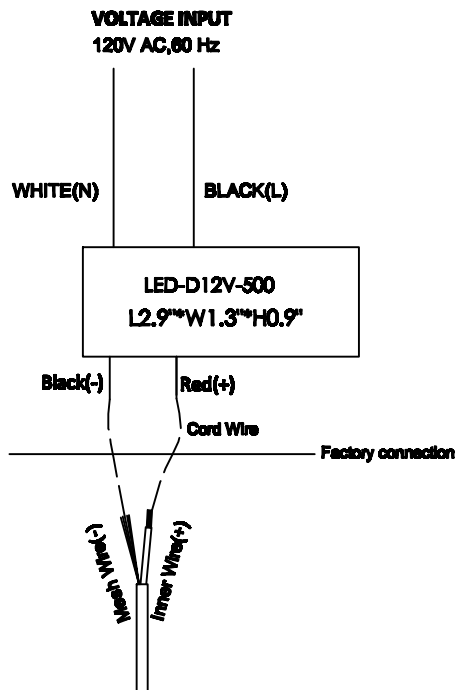 VOLTAGE INPUT
120V AC,60 Hz
WHITE(N)
BLACK(L)
LED-D12V-500
L2.9"*W1.3"*H0.9"
Black(-)
Red(+)
Cord Wire
Factory connection
Mesh Wire(-)
Inner Wire(+)